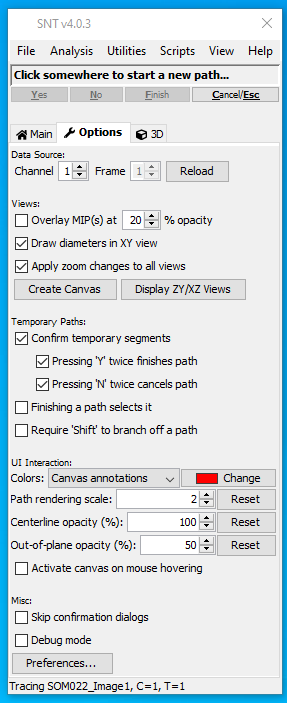 SNT v4.0.3
File Analysis Utilities Scripts View Help
Click somewhere to start a new path...
Yes No Finish Cancel/Esc
Main Options 3D
Data Source:
Channel 1 Frame 1 Reload
Views:
Overlay MIP(s) at 20 % opacity
Draw diameters in XY view
Apply zoom changes to all views
Create Canvas Display ZY/XZ Views
Temporary Paths:
Confirm temporary segments
Pressing 'Y' twice finishes path
Pressing 'N' twice cancels path
Finishing a path selects it
Require 'Shift' to branch off a path
UI Interaction:
Colors: Canvas annotations Change
Path rendering scale: 2 Reset
Centerline opacity (%): 100 Reset
Out-of-plane opacity (%): 50 Reset
Activate canvas on mouse hovering
Misc:
Skip confirmation dialogs
Debug mode
Preferences...
Tracing SOM022_Image1, C=1, T=1